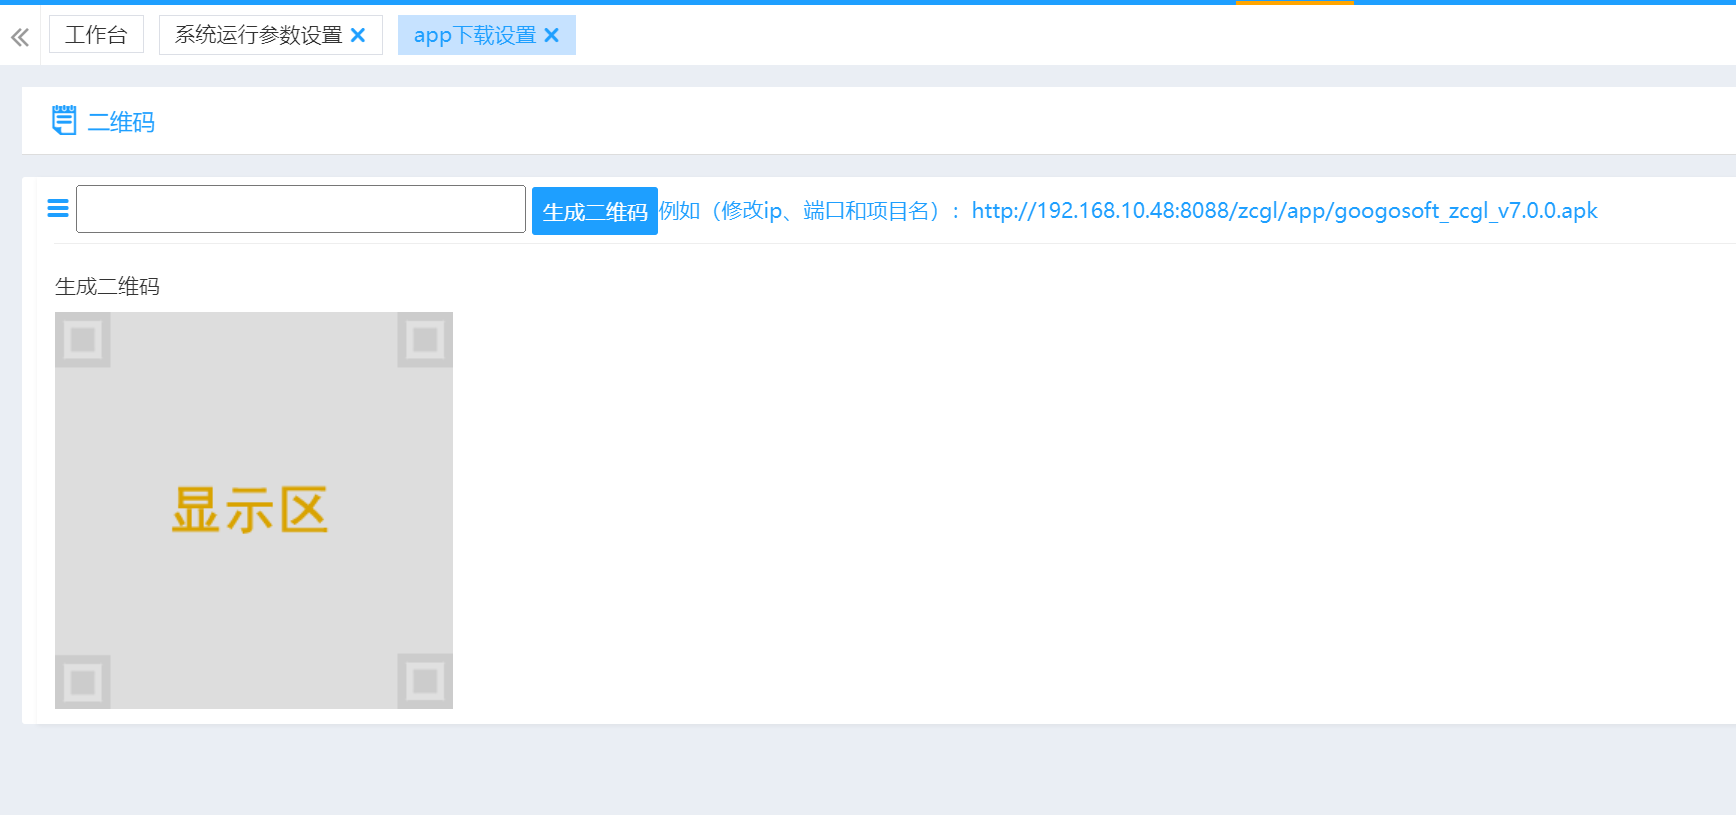 工作台 系统运行参数设置 app下载设置
二维码
生成二维码 例如（修改ip、端口和项目名）：http://192.168.10.48:8088/zcgl/app/googosoft_zcgl_v7.0.0.apk
生成二维码
显示区